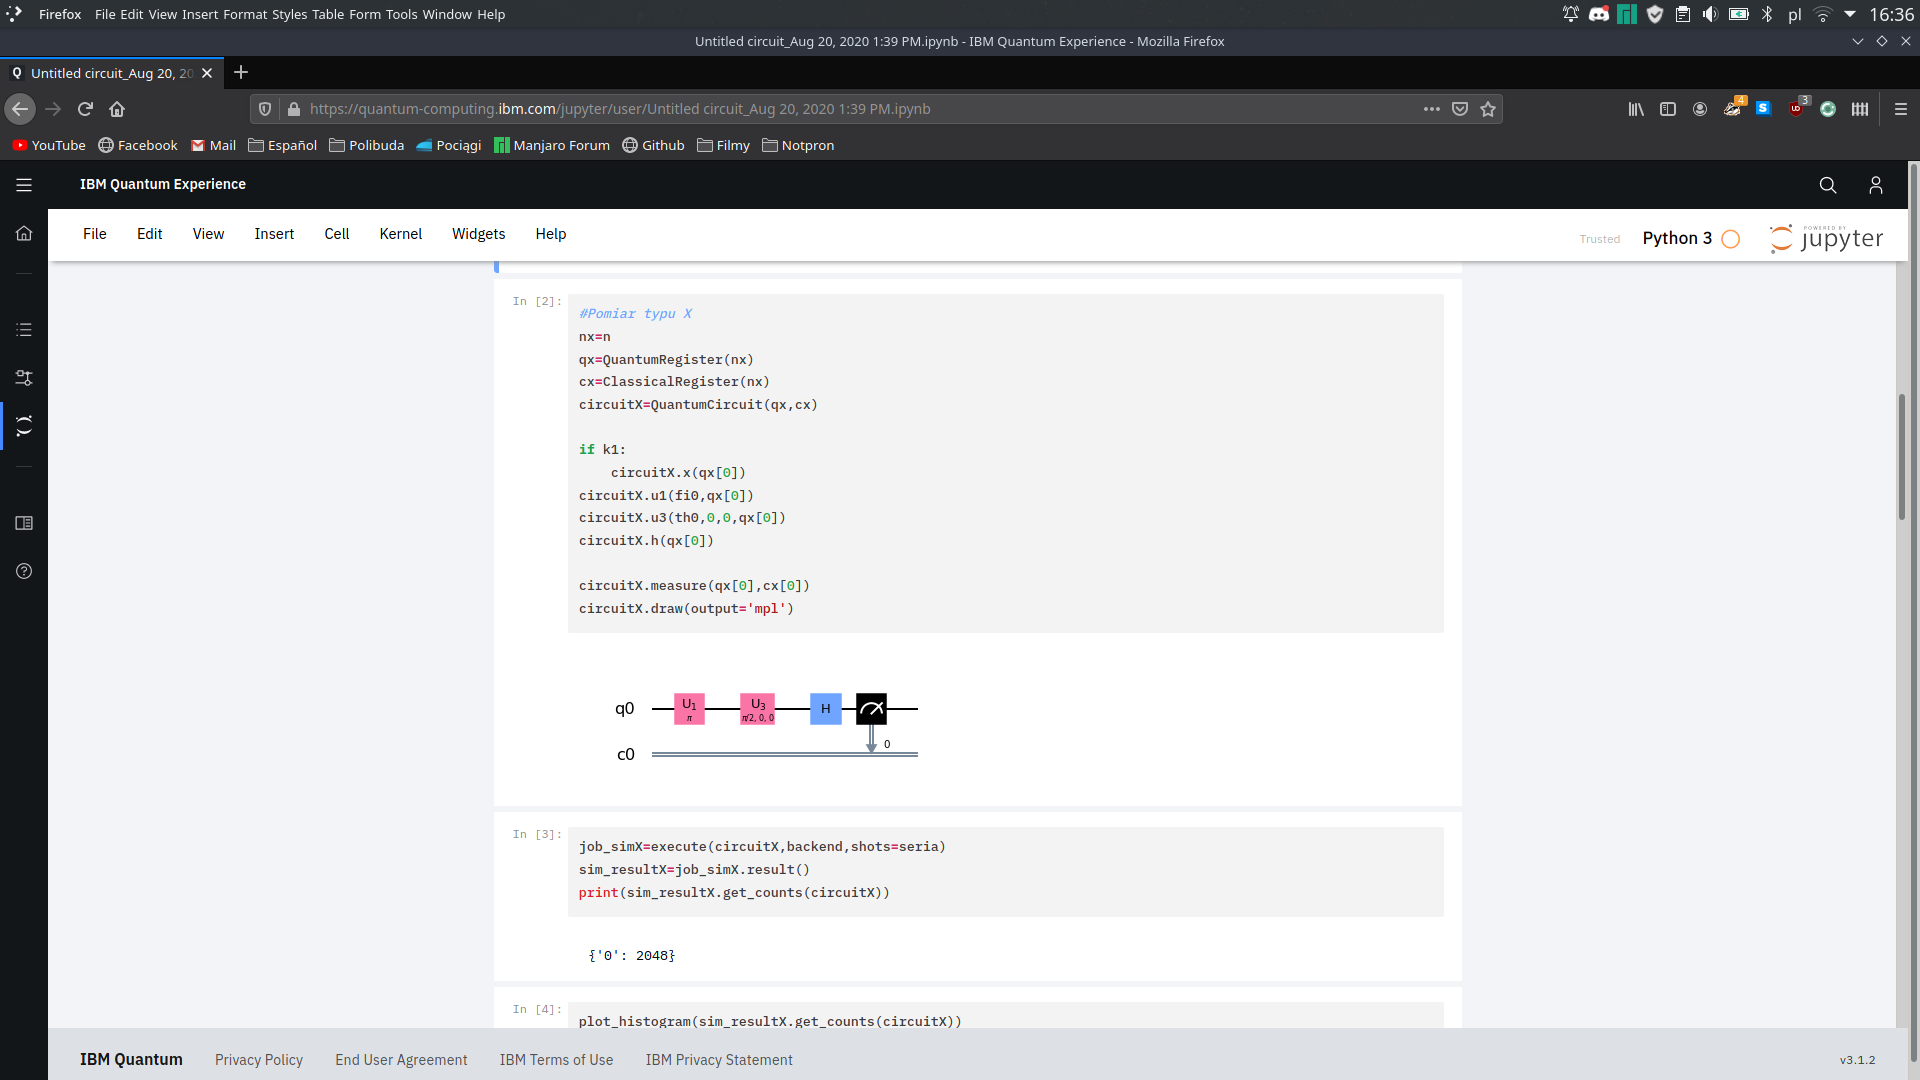 Firefox File Edit View Insert Format Styles Table Form Tools Window Help pl 16:36
Untitled circuit_Aug 20, 2020 1:39 PM.ipynb - IBM Quantum Experience - Mozilla Firefox
Q Untitled circuit_Aug 20, 20
https://quantum-computing.ibm.com/jupyter/user/Untitled circuit_Aug 20, 2020 1:39 PM.ipynb 4 S 3
YouTube Facebook Mail Español Polibuda Pociągi Manjaro Forum Github Filmy Notpron
IBM Quantum Experience
File Edit View Insert Cell Kernel Widgets Help Trusted Python 3 POWERED BY jupyter
In [2]:
#Pomiar typu X
nx=n
qx=QuantumRegister(nx)
cx=ClassicalRegister(nx)
circuitX=QuantumCircuit(qx,cx)
if k1:
    circuitX.x(qx[0])
circuitX.u1(fi0,qx[0])
circuitX.u3(th0,0,0,qx[0])
circuitX.h(qx[0])
circuitX.measure(qx[0],cx[0])
circuitX.draw(output='mpl')
q0 U1 π U3 π/2, 0, 0 H
0
c0
In [3]:
job_simX=execute(circuitX,backend,shots=seria)
sim_resultX=job_simX.result()
print(sim_resultX.get_counts(circuitX))
{'0': 2048}
In [4]:
plot_histogram(sim_resultX.get_counts(circuitX))
IBM Quantum Privacy Policy End User Agreement IBM Terms of Use IBM Privacy Statement v3.1.2